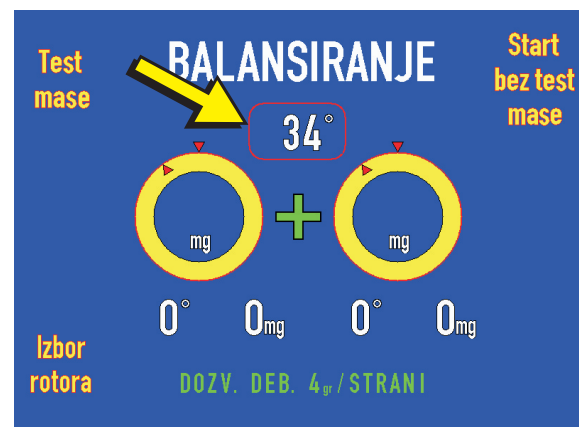 Test
mase
BALANSIRANJE
Start
bez test
mase
34°
mg
mg
0° 0mg 0° 0mg
Izbor
rotora
DOZV. DEB. 4gr/STRANI